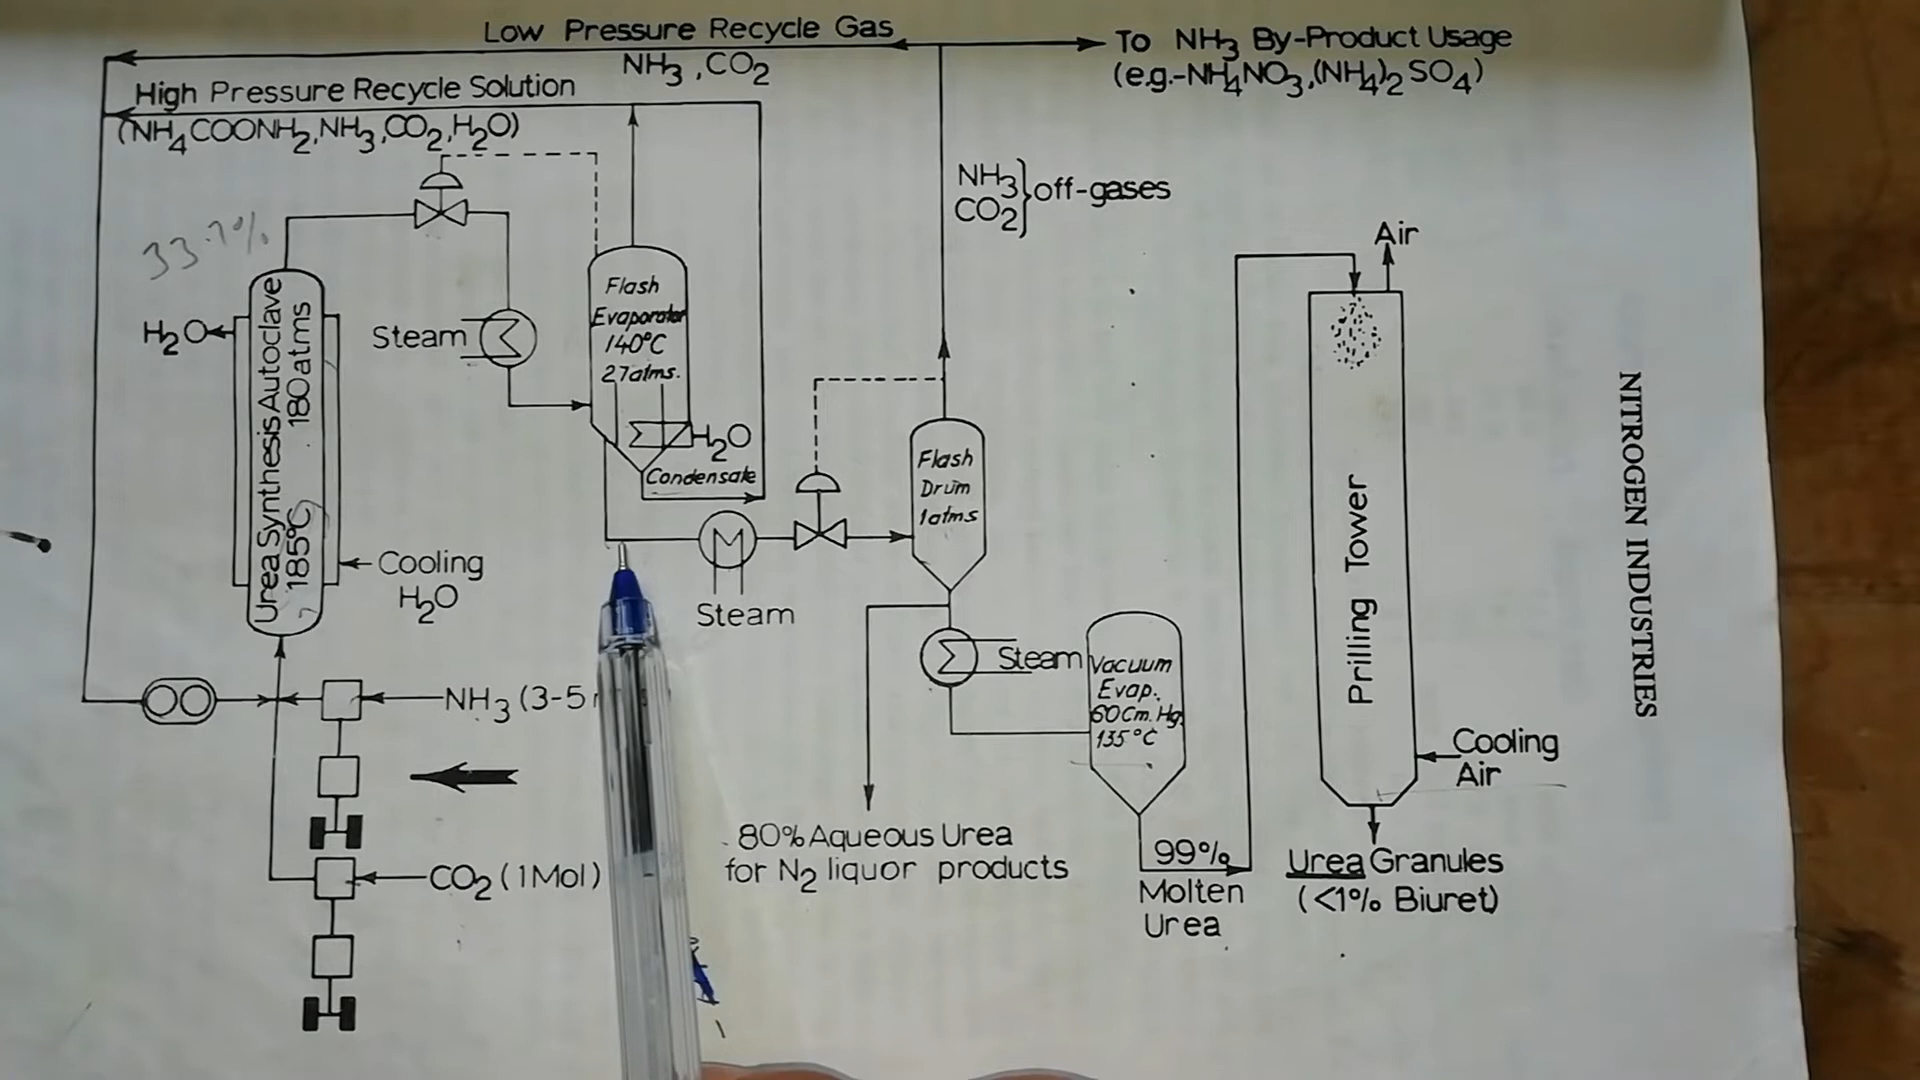 Low Pressure Recycle Gas
NH3 , CO2
To NH3 By-Product Usage
(e.g.-NH4NO3,(NH4)2 SO4)
High Pressure Recycle Solution
(NH4COONH2,NH3,CO2,H2O)
NH3
CO2
off-gases
33.7%
Air
Flash
Evaporator
140°C
27atms.
H2O
Steam
Urea Synthesis Autoclave
185°C 180 atms
H2O
Condensate
Flash
Drum
1atms
Cooling
H2O
Steam
Steam
Vacuum
Evap.
60Cm. Hg.
135°C
Prilling Tower
Cooling
Air
NH3 (3-5
CO2 (1Mol)
80% Aqueous Urea
for N2 liquor products
99%
Molten
Urea
Urea Granules
(<1% Biuret)
NITROGEN INDUSTRIES